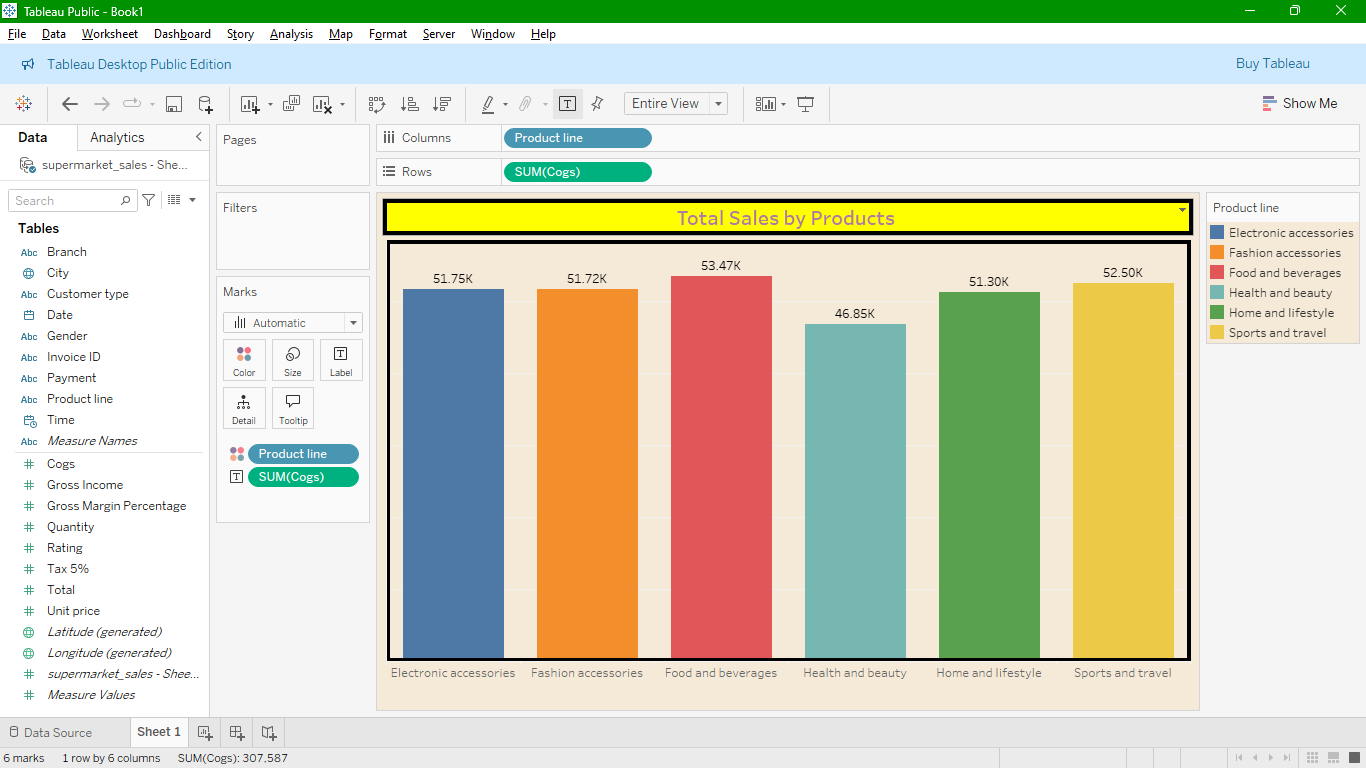 Tableau Public - Book1
File Data Worksheet Dashboard Story Analysis Map Format Server Window Help
Tableau Desktop Public Edition
Buy Tableau
Entire View
Show Me
Data
Analytics
supermarket_sales - She...
Search
Tables
Abc Branch
City
Abc Customer type
Date
Abc Gender
Abc Invoice ID
Abc Payment
Abc Product line
Time
Abc Measure Names
# Cogs
# Gross Income
# Gross Margin Percentage
# Quantity
# Rating
# Tax 5%
# Total
# Unit price
Latitude (generated)
Longitude (generated)
# supermarket_sales - Shee...
# Measure Values
Pages
Filters
Marks
Automatic
Color
Size
T
Label
Detail
Tooltip
Product line
T SUM(Cogs)
Columns
Product line
Rows
SUM(Cogs)
Total Sales by Products
51.75K
51.72K
53.47K
46.85K
51.30K
52.50K
Electronic accessories
Fashion accessories
Food and beverages
Health and beauty
Home and lifestyle
Sports and travel
Product line
Electronic accessories
Fashion accessories
Food and beverages
Health and beauty
Home and lifestyle
Sports and travel
Data Source
Sheet 1
6 marks
1 row by 6 columns
SUM(Cogs): 307.587